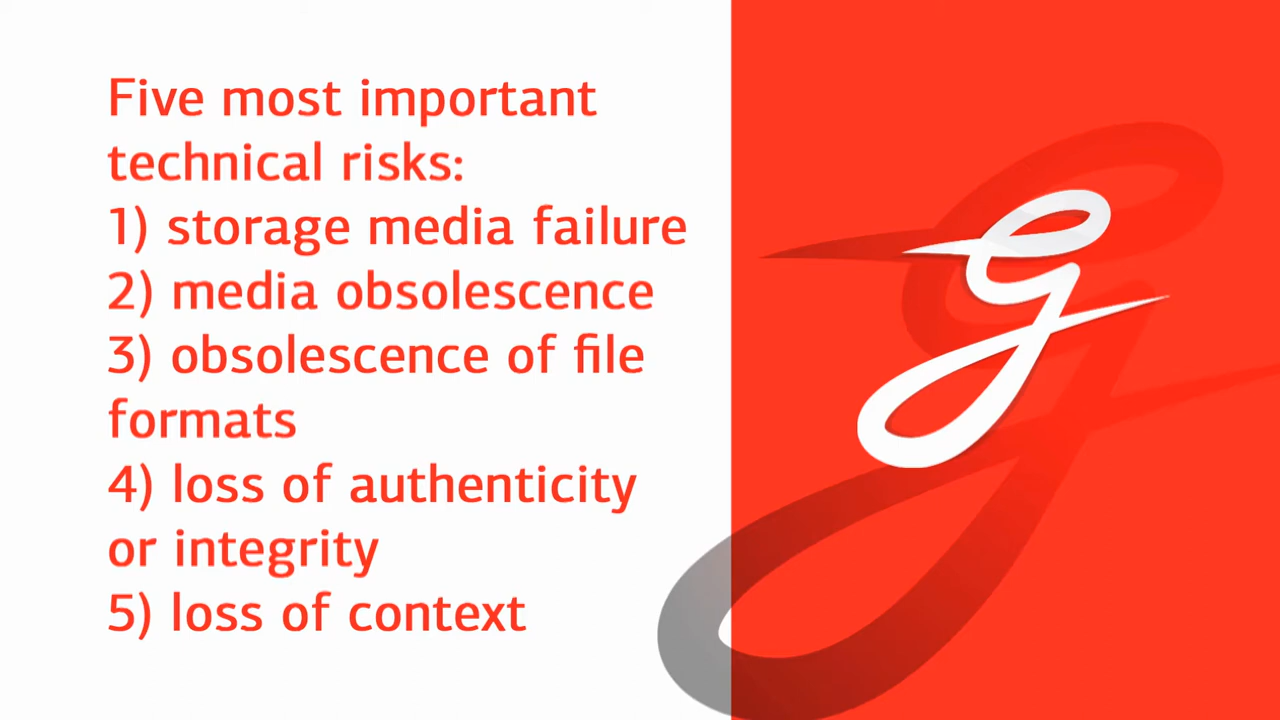 Five most important
technical risks:
1) storage media failure
2) media obsolescence
3) obsolescence of file
formats
4) loss of authenticity
or integrity
5) loss of context